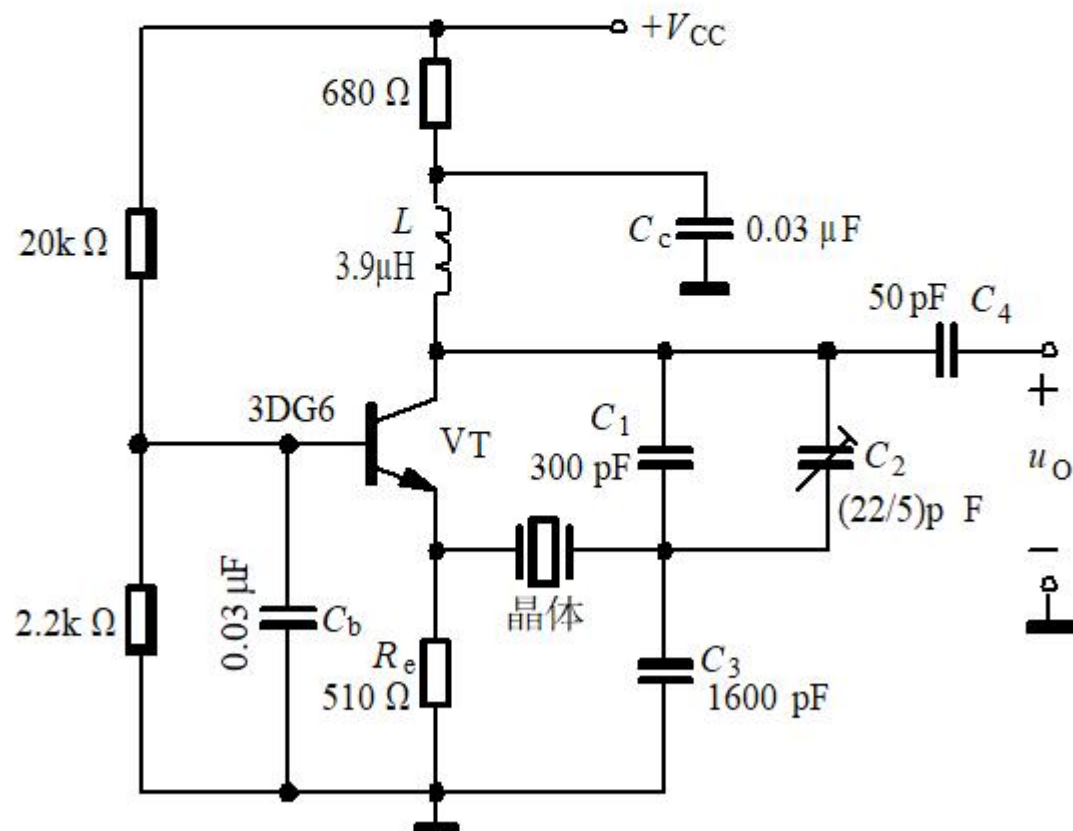 +V_CC
680 Ω
20k Ω
L
3.9μH
C_c 0.03 μF
50 pF C_4
3DG6
VT
C_1
300 pF
C_2
(22/5)p F
+
u_O
−
晶体
2.2k Ω
0.03 μF
C_b
R_e
510 Ω
C_3
1600 pF